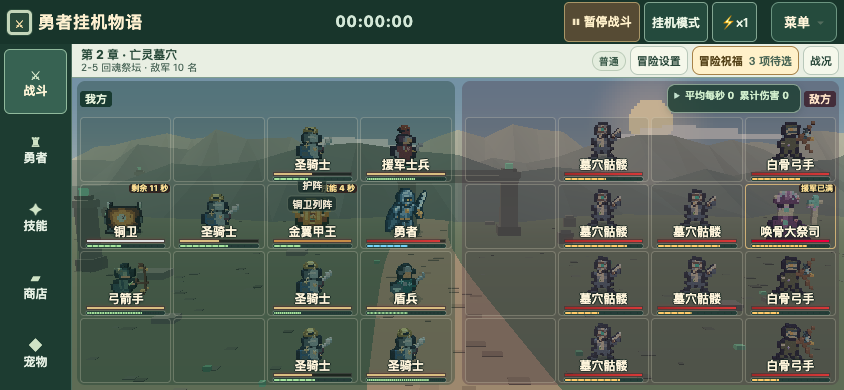 勇者挂机物语
00:00:00
暂停战斗
挂机模式
⚡x1
菜单
第 2 章 · 亡灵墓穴
2-5 回魂祭坛 · 敌军 10 名
普通
冒险设置
冒险祝福 3 项待选
战况
战斗
勇者
技能
商店
宠物
我方
▶ 平均每秒 0 累计伤害 0
敌方
圣骑士
援军士兵
墓穴骷髅
白骨弓手
剩余 11 秒
护阵
能 4 秒
铜卫列阵
援军已满
铜卫
圣骑士
金翼甲王
勇者
墓穴骷髅
墓穴骷髅
唤骨大祭司
弓箭手
圣骑士
盾兵
墓穴骷髅
墓穴骷髅
白骨弓手
圣骑士
圣骑士
墓穴骷髅
白骨弓手